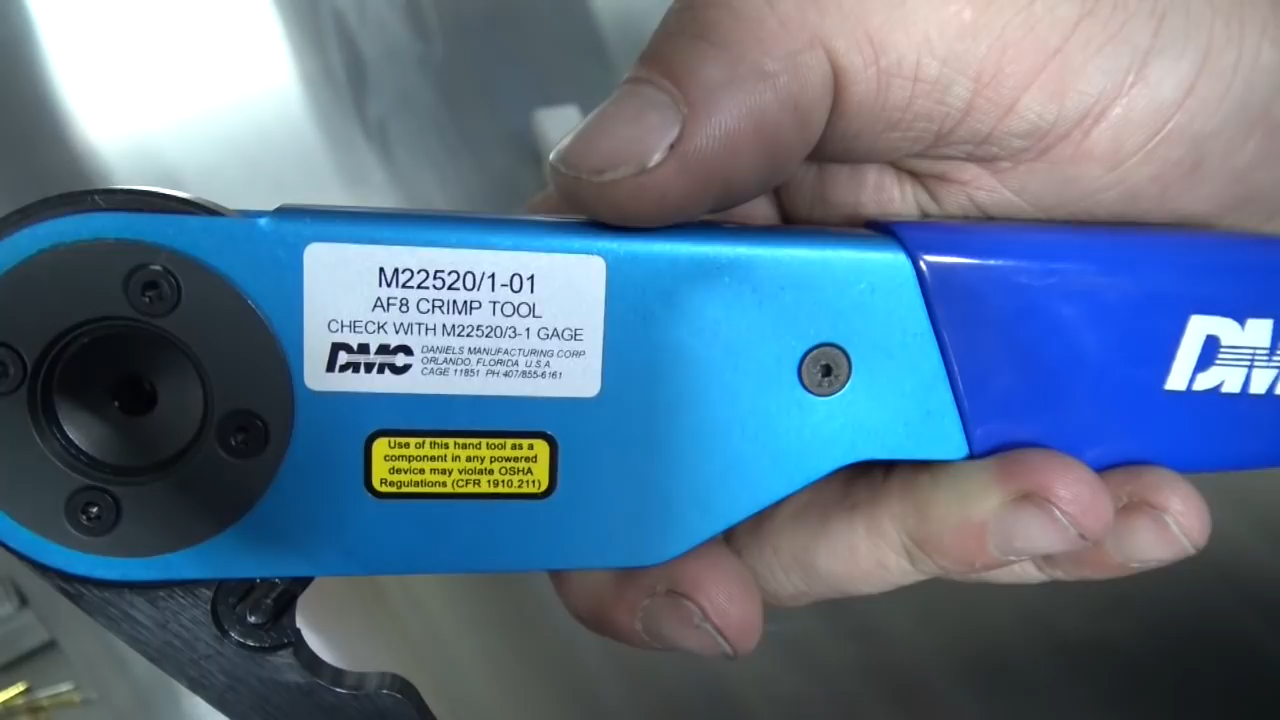 M22520/1-01
AF8 CRIMP TOOL
CHECK WITH M22520/3-1 GAGE
DMC
DANIELS MANUFACTURING CORP
ORLANDO, FLORIDA U.S.A
CAGE 11851 PH:407/855-6161
Use of this hand tool as a
component in any powered
device may violate OSHA
Regulations (CFR 1910.211)
DM